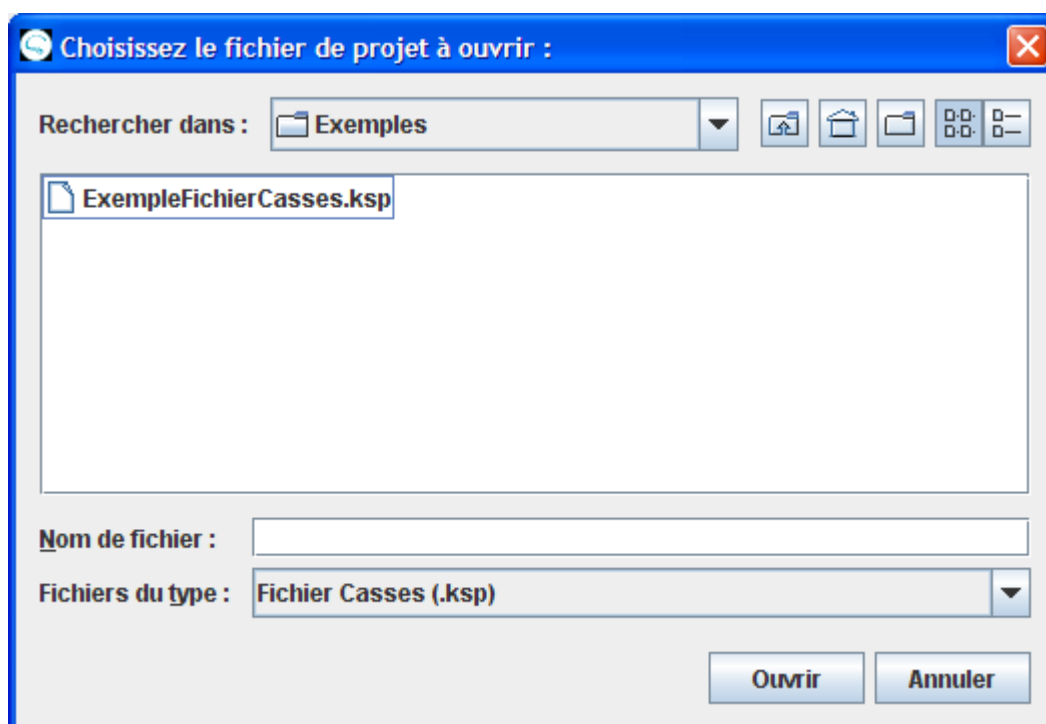 Choisissez le fichier de projet à ouvrir :
Rechercher dans : Exemples
ExempleFichierCasses.ksp
Nom de fichier :
Fichiers du type : Fichier Casses (.ksp)
Ouvrir Annuler